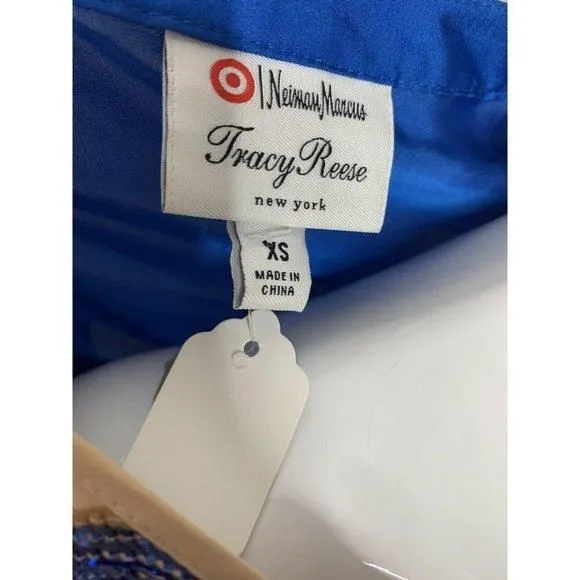 | Neiman Marcus
Tracy Reese
new york
XS
MADE IN
CHINA